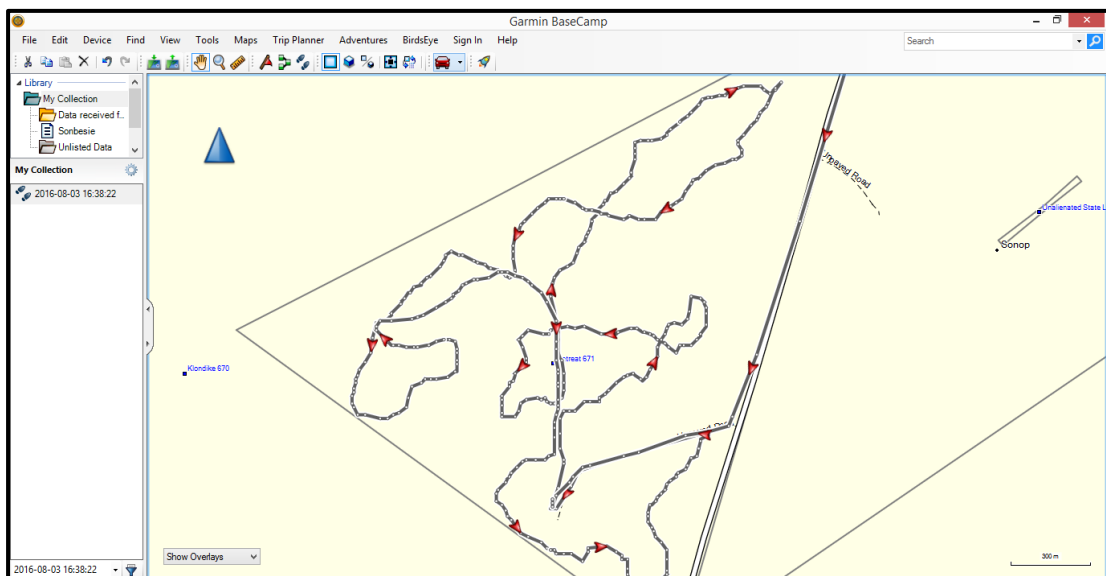 Garmin BaseCamp
File Edit Device Find View Tools Maps Trip Planner Adventures BirdsEye Sign In Help
Search
Library
My Collection
Data received f..
Sonbesie
Unlisted Data
My Collection
2016-08-03 16:38:22
Unpaved Road
Unalienated State L
Sonop
treat 671
Klondike 670
Show Overlays
300 m
2016-08-03 16:38:22